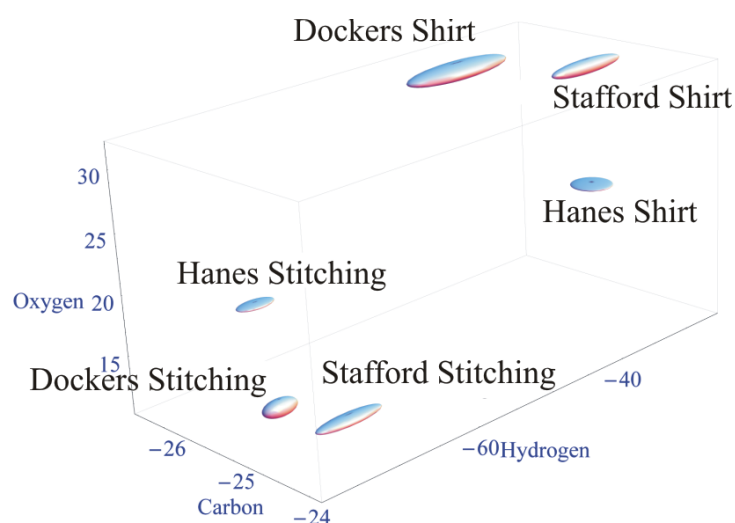 Dockers Shirt
Stafford Shirt
30
Hanes Shirt
25
Hanes Stitching
Oxygen 20
15
Dockers Stitching
Stafford Stitching
−40
−26
−60 Hydrogen
−25
Carbon
−24